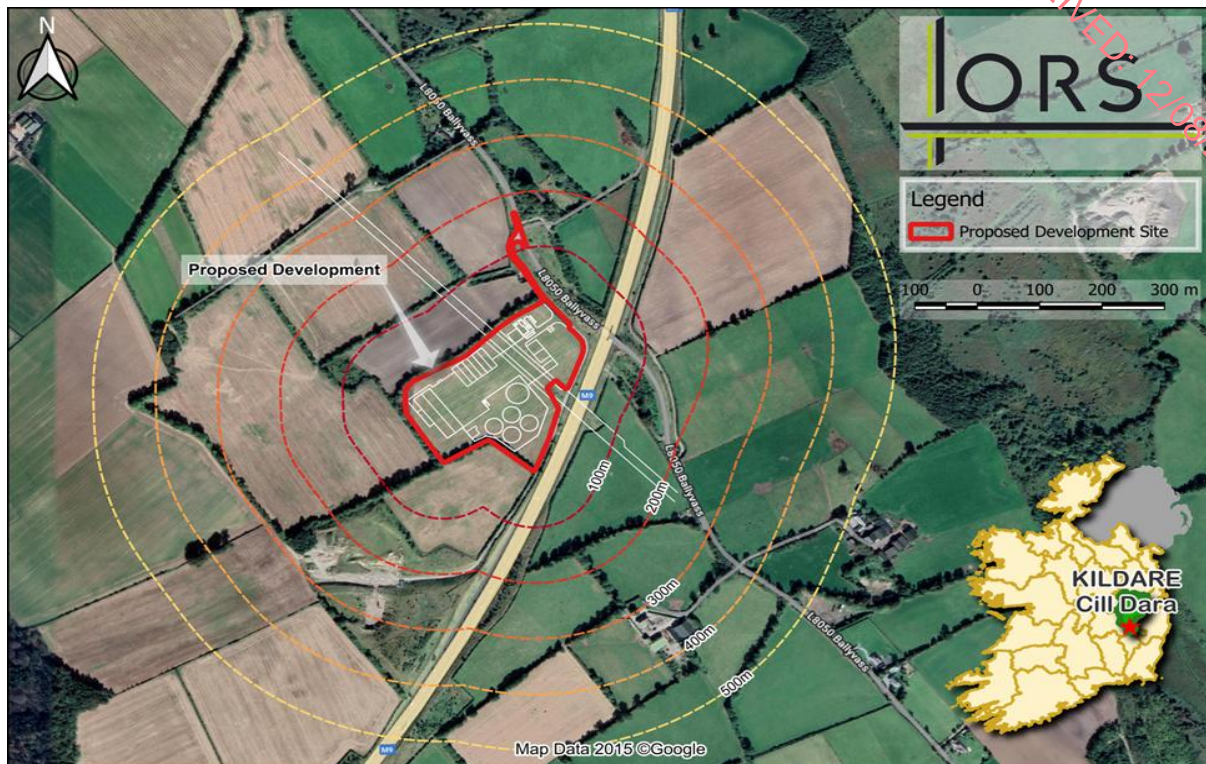 N
ORS
Legend
Proposed Development Site
100 0 100 200 300 m
L8050 Ballyvass
Proposed Development
L8050 Ballyvass
M9
L8050 Ballyvass
100m
200m
300m
400m
500m
L8050 Ballyvass
KILDARE
Cill Dara
M9
Map Data 2015 ©Google